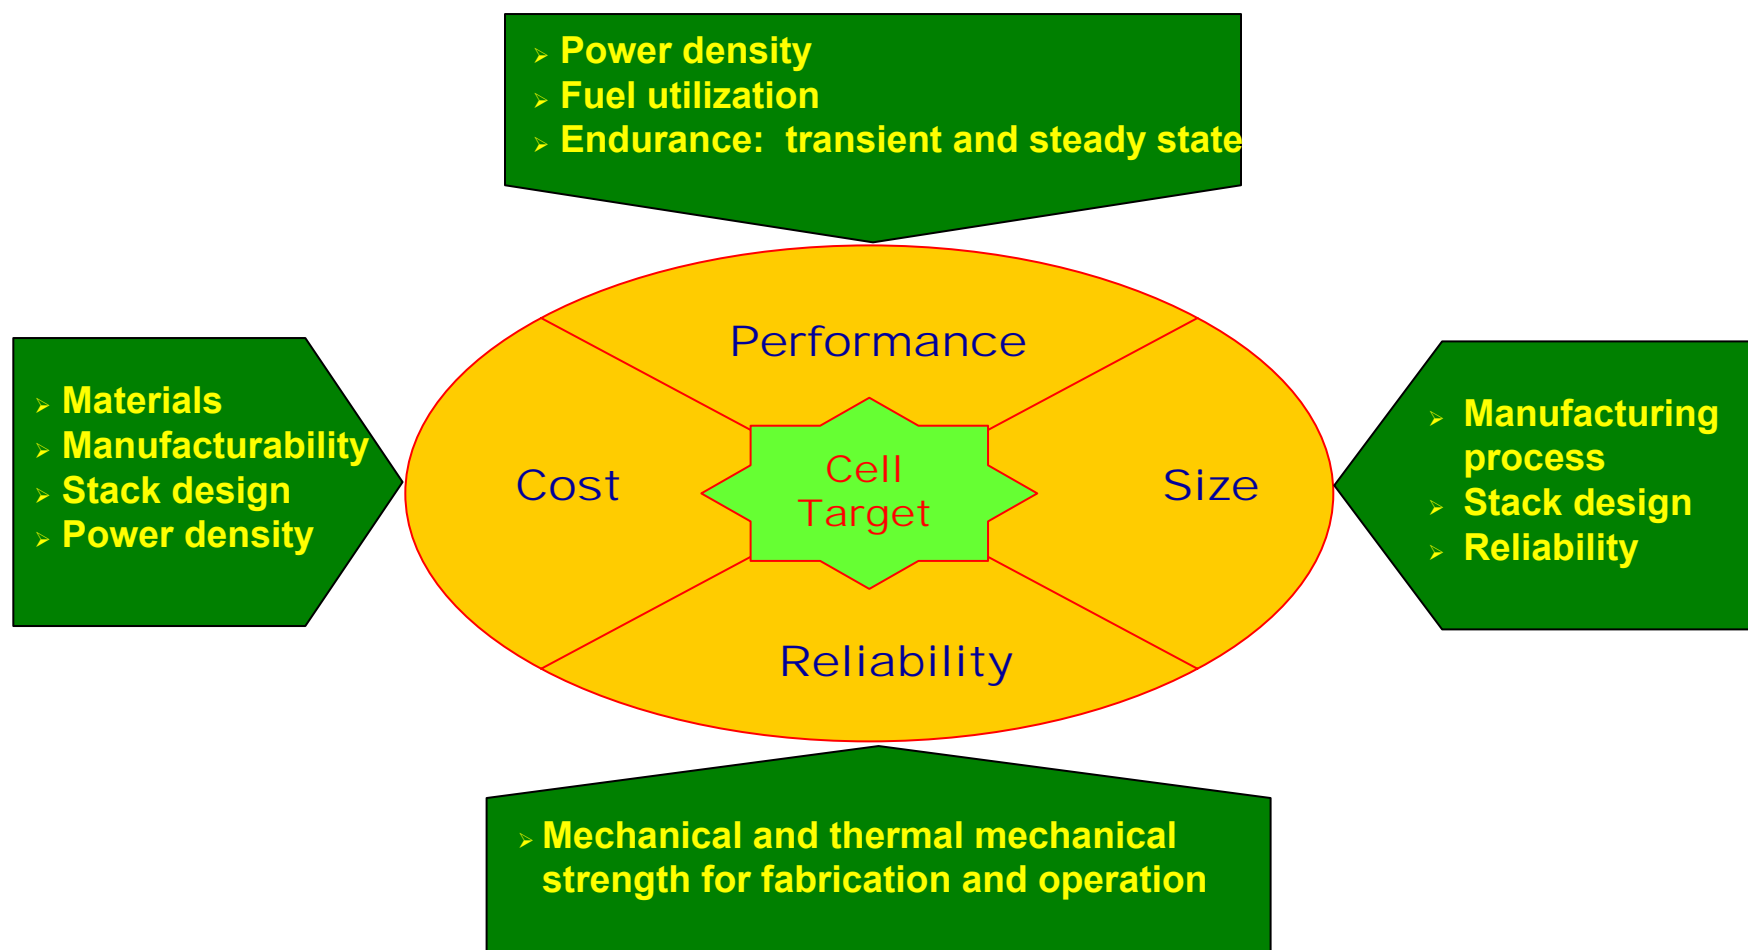 ➢ Power density
➢ Fuel utilization
➢ Endurance:  transient and steady state
Performance
➢ Materials
➢ Manufacturability
➢ Stack design
➢ Power density
Cost
Cell
Target
Size
➢ Manufacturing
process
➢ Stack design
➢ Reliability
Reliability
➢ Mechanical and thermal mechanical
strength for fabrication and operation